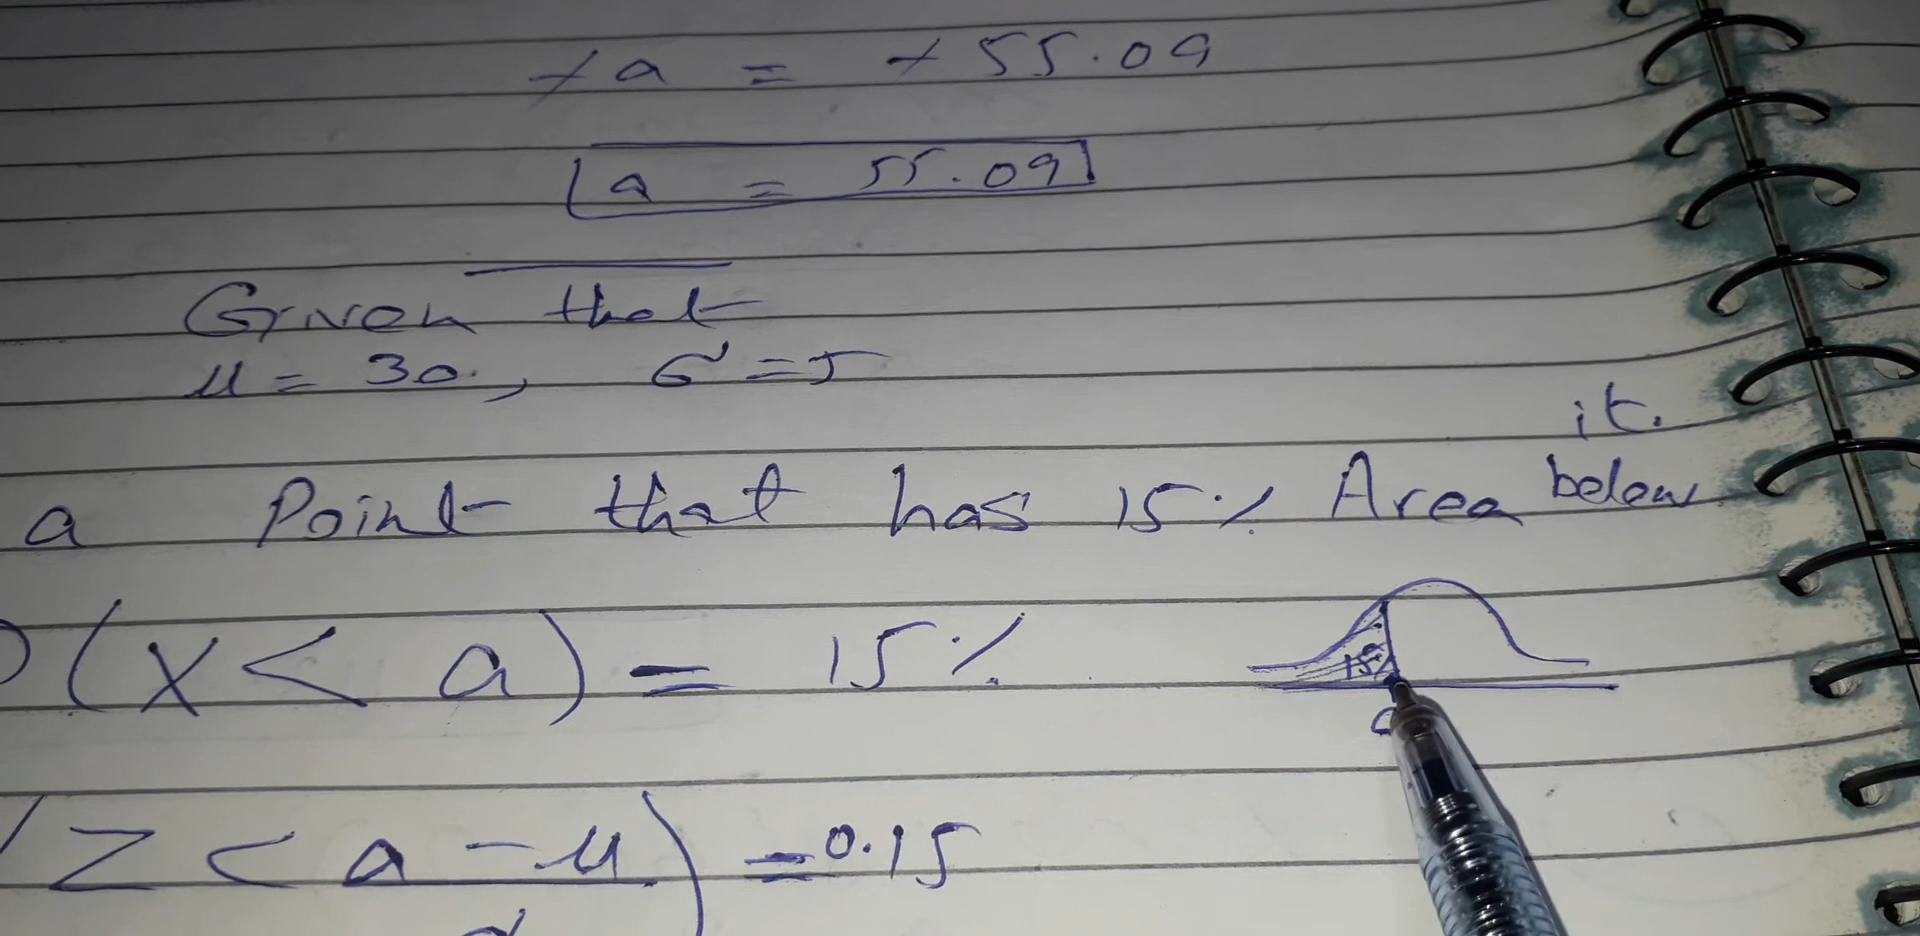 +a = +55.09
a = 55.09
Given that
μ = 30, σ = 5
it.
a Point that has 15% Area below
P(X < a) = 15%
15%
a
(Z < a - μ) = 0.15
σ